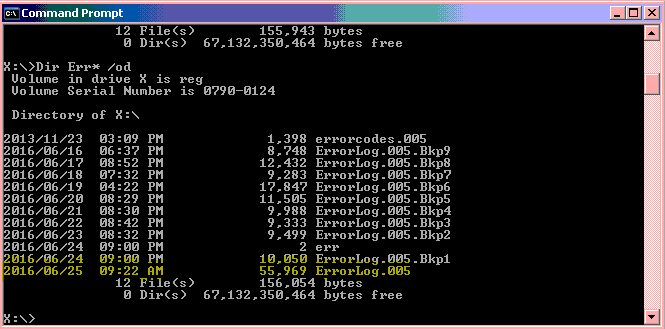 Command Prompt
12 File(s) 155,943 bytes
0 Dir(s) 67,132,350,464 bytes free
X:\>Dir Err* /od
Volume in drive X is reg
Volume Serial Number is 0790-0124
Directory of X:\
2013/11/23 03:09 PM 1,398 errorcodes.005
2016/06/16 06:37 PM 8,748 ErrorLog.005.Bkp9
2016/06/17 08:52 PM 12,432 ErrorLog.005.Bkp8
2016/06/18 07:32 PM 9,283 ErrorLog.005.Bkp7
2016/06/19 04:22 PM 17,847 ErrorLog.005.Bkp6
2016/06/20 08:29 PM 11,505 ErrorLog.005.Bkp5
2016/06/21 08:30 PM 9,988 ErrorLog.005.Bkp4
2016/06/22 08:42 PM 9,333 ErrorLog.005.Bkp3
2016/06/23 08:32 PM 9,499 ErrorLog.005.Bkp2
2016/06/24 09:00 PM 2 err
2016/06/24 09:00 PM 10,050 ErrorLog.005.Bkp1
2016/06/25 09:22 AM 55,969 ErrorLog.005
12 File(s) 156,054 bytes
0 Dir(s) 67,132,350,464 bytes free
X:\>